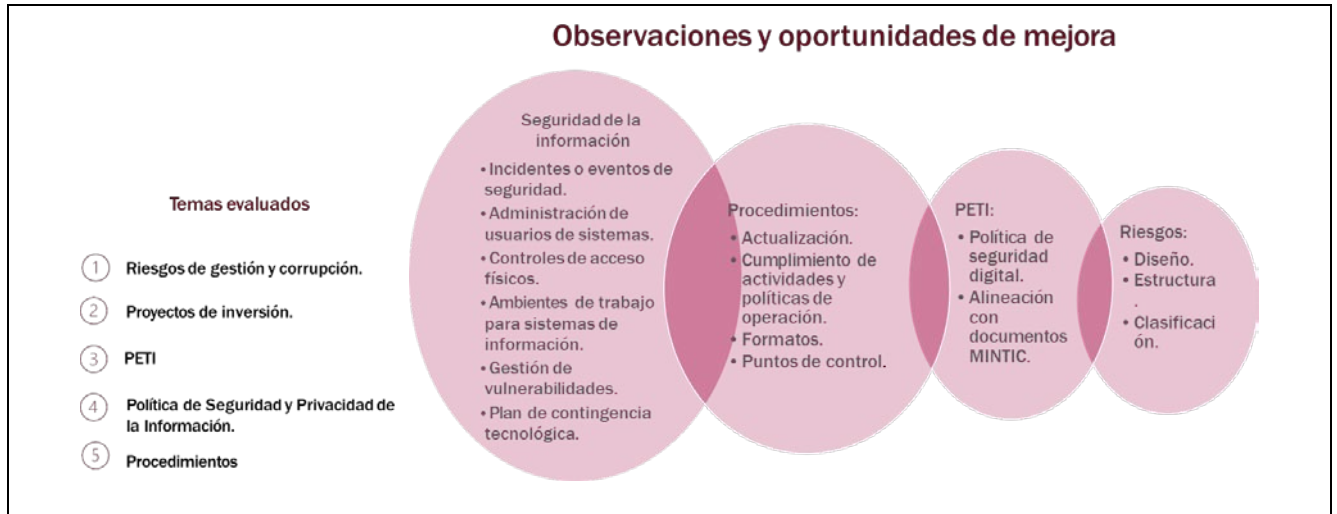 Observaciones y oportunidades de mejora
Temas evaluados
1 Riesgos de gestión y corrupción.
2 Proyectos de inversión.
3 PETI
4 Política de Seguridad y Privacidad de
la Información.
5 Procedimientos
Seguridad de la
información
• Incidentes o eventos de
seguridad.
• Administración de
usuarios de sistemas.
• Controles de acceso
físicos.
• Ambientes de trabajo
para sistemas de
información.
• Gestión de
vulnerabilidades.
• Plan de contingencia
tecnológica.
Procedimientos:
• Actualización.
• Cumplimiento de
actividades y
políticas de
operación.
• Formatos.
• Puntos de control.
PETI:
• Política de
seguridad
digital.
• Alineación
con
documentos
MINTIC.
Riesgos:
• Diseño.
• Estructura
.
• Clasificaci
ón.